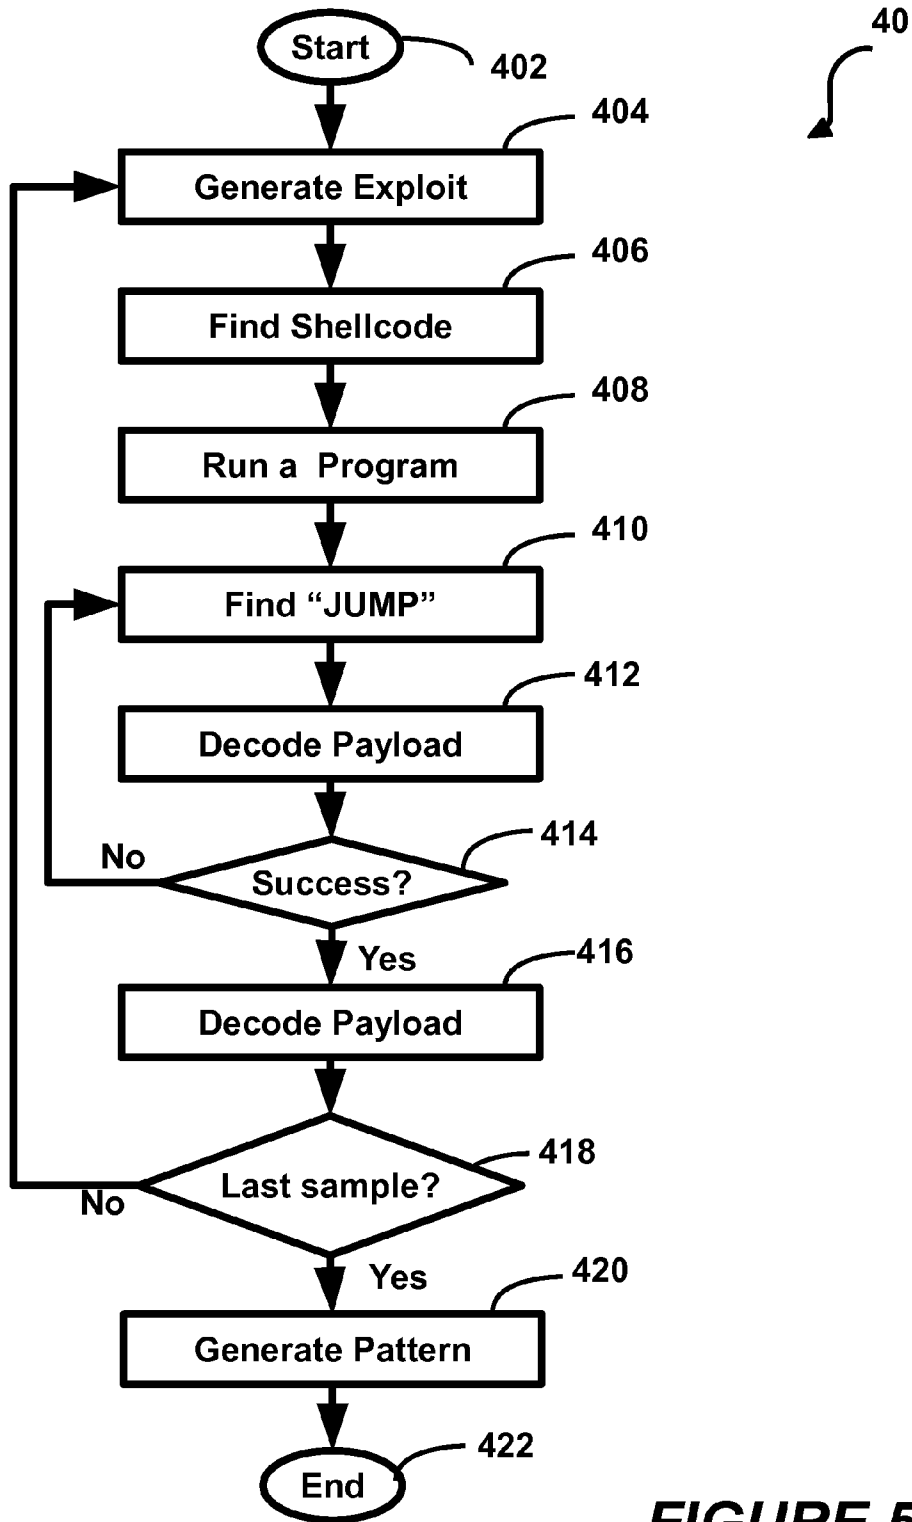 40
Start
402
404
Generate Exploit
406
Find Shellcode
408
Run a Program
410
Find “JUMP”
412
Decode Payload
414
No
Success?
Yes
416
Decode Payload
418
Last sample?
No
Yes
420
Generate Pattern
422
End
FIGURE 5